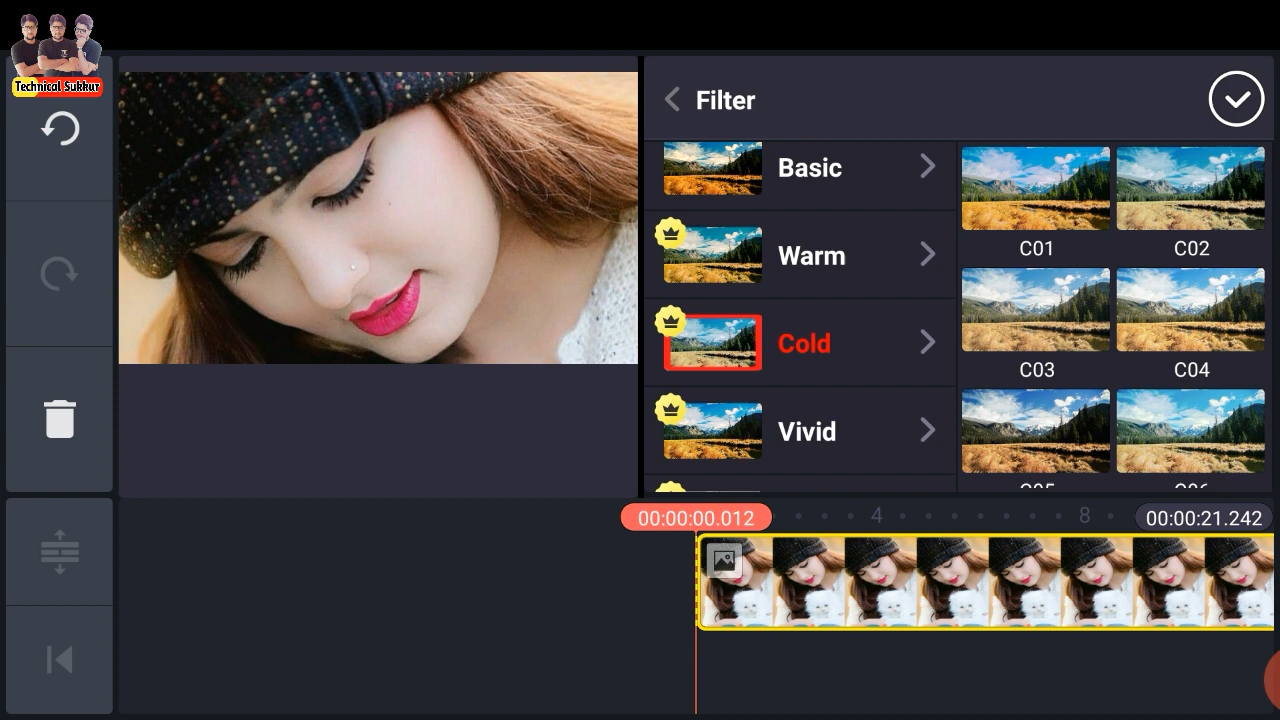 Technical Sukkur
Filter
Basic
Warm
Cold
Vivid
C01
C02
C03
C04
00:00:00.012
4
8
00:00:21.242